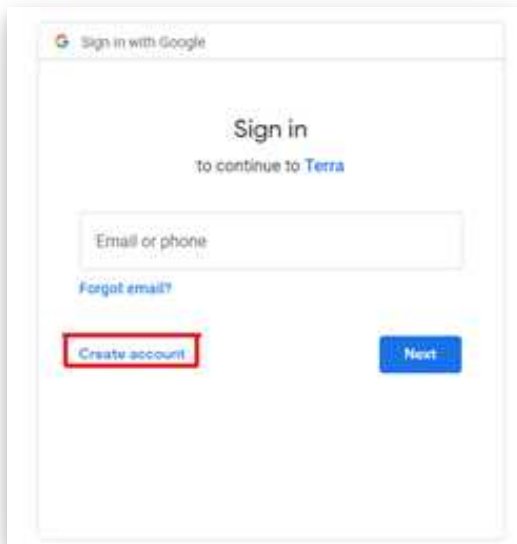 Sign in with Google
Sign in
to continue to Terra
Email or phone
Forgot email?
Create account
Next